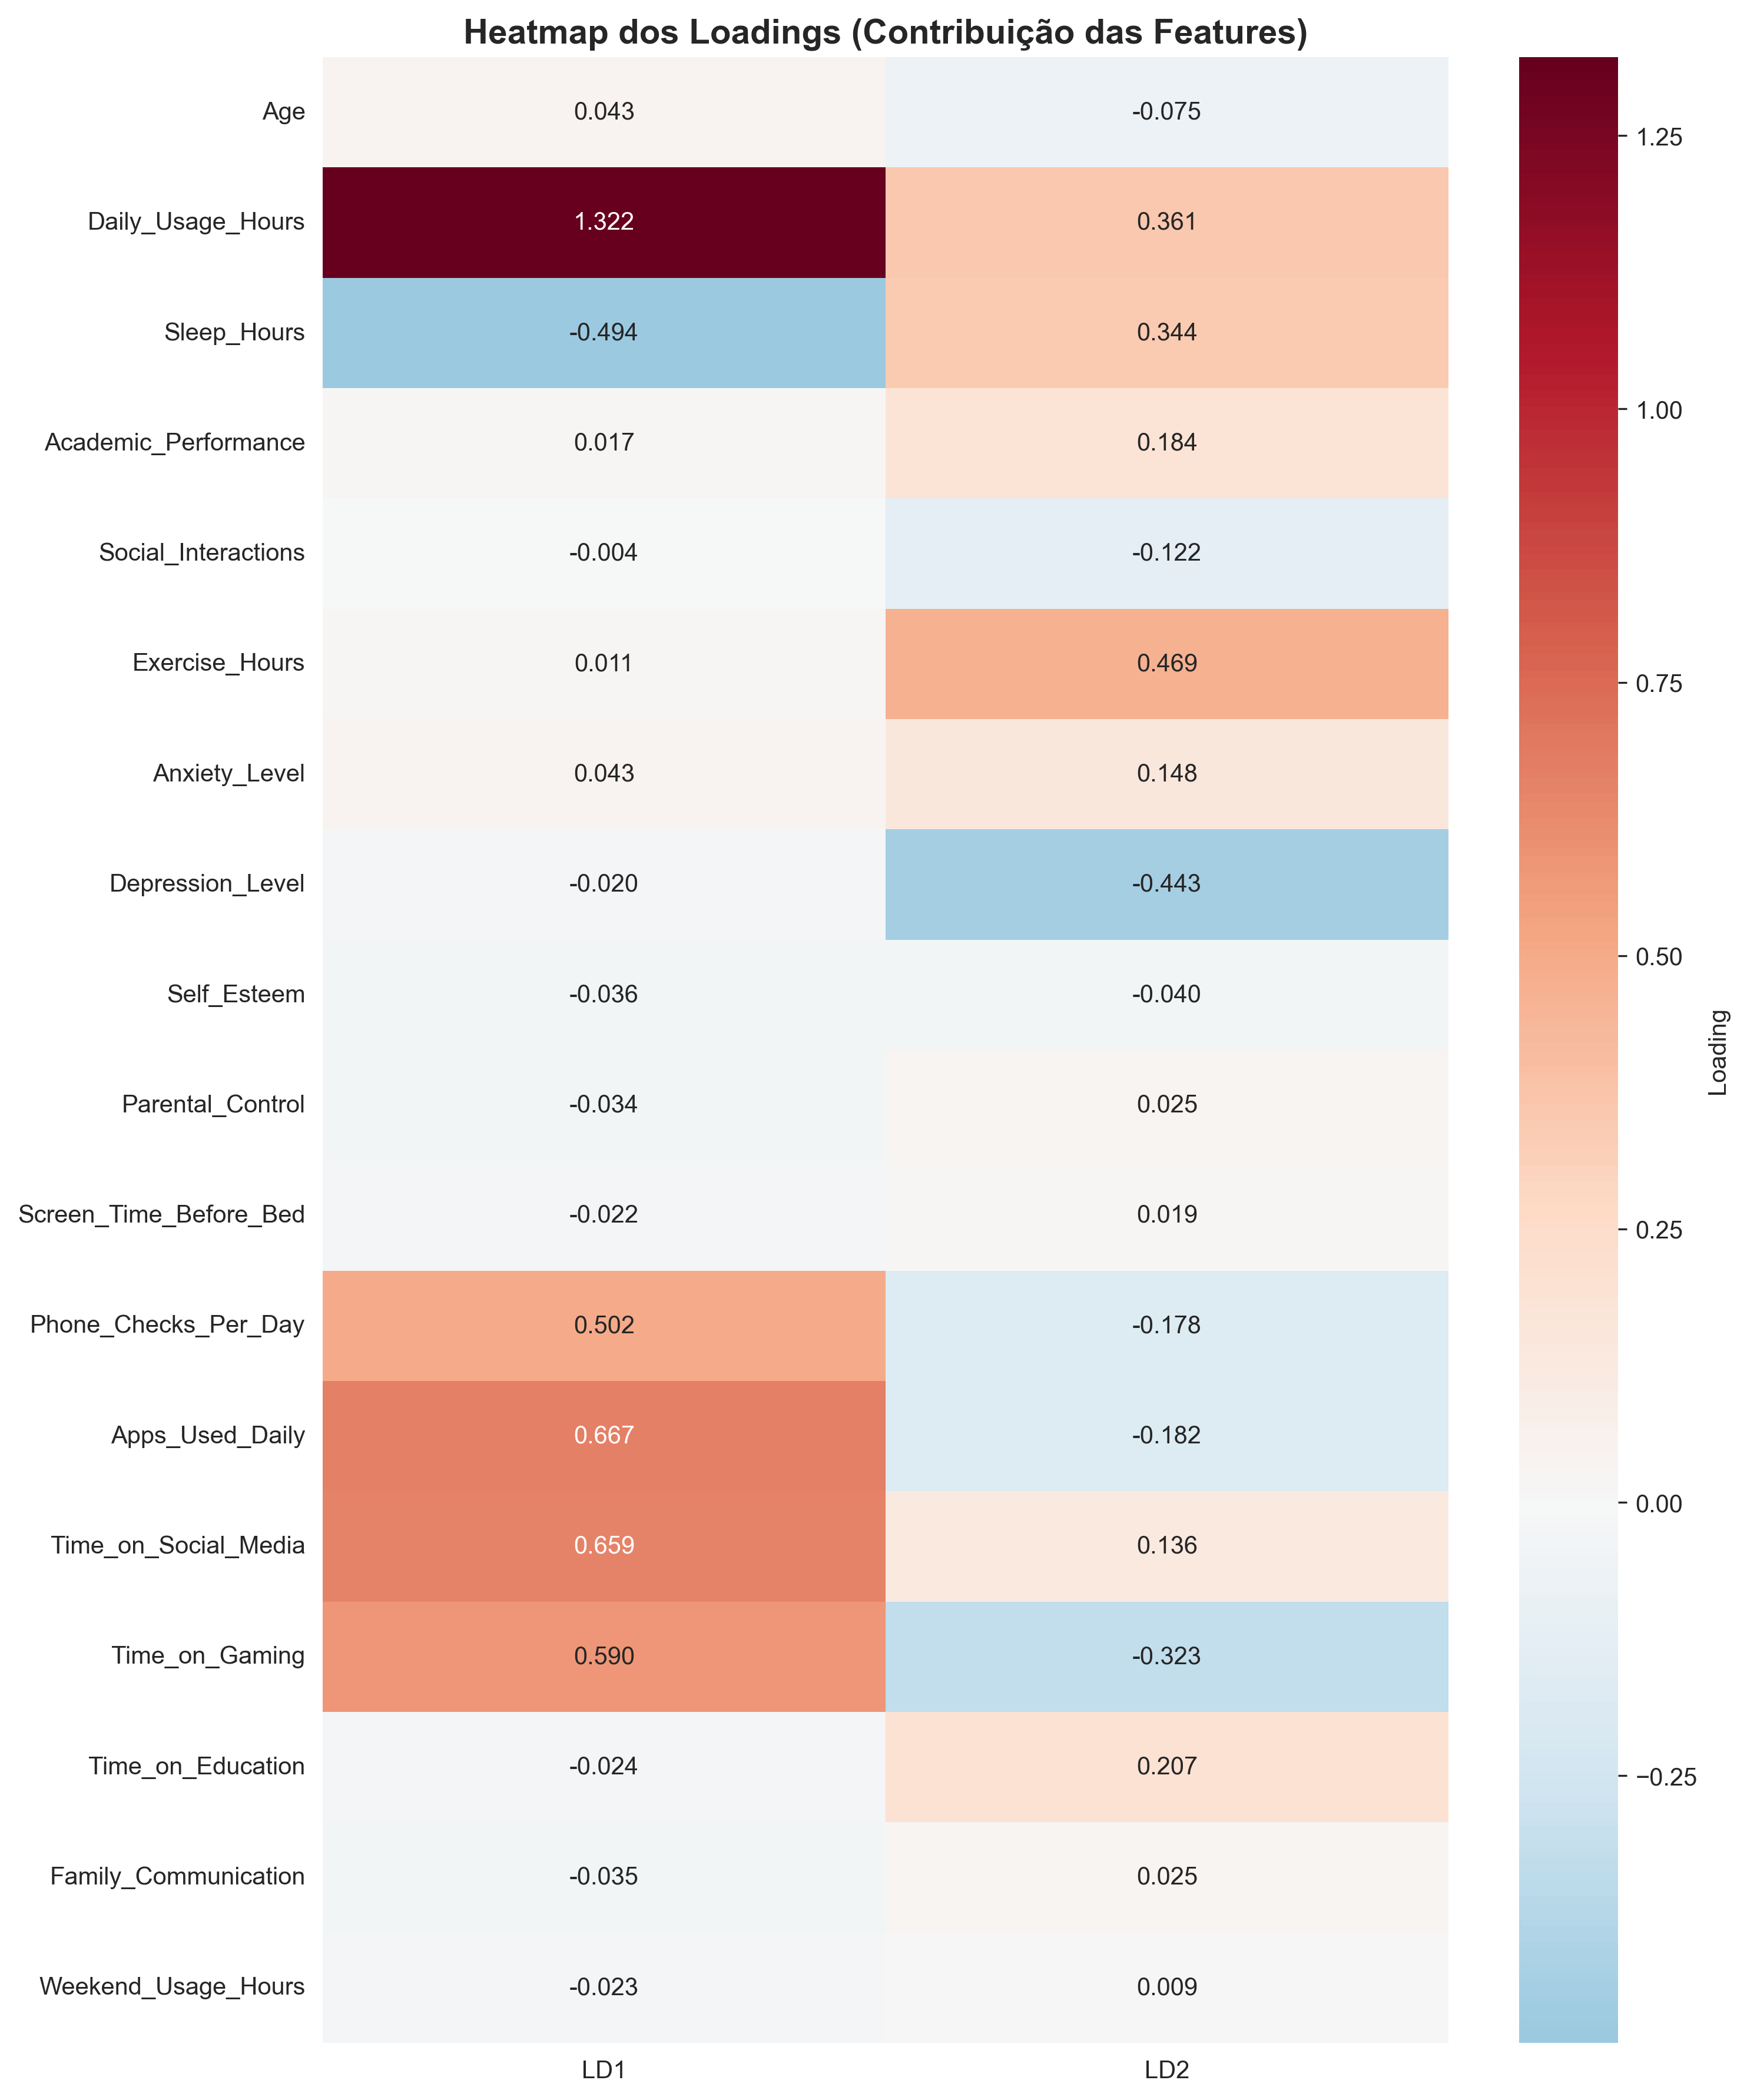 Heatmap dos Loadings (Contribuição das Features)
Age 0.043 -0.075
Daily_Usage_Hours 1.322 0.361
Sleep_Hours -0.494 0.344
Academic_Performance 0.017 0.184
Social_Interactions -0.004 -0.122
Exercise_Hours 0.011 0.469
Anxiety_Level 0.043 0.148
Depression_Level -0.020 -0.443
Self_Esteem -0.036 -0.040
Parental_Control -0.034 0.025
Screen_Time_Before_Bed -0.022 0.019
Phone_Checks_Per_Day 0.502 -0.178
Apps_Used_Daily 0.667 -0.182
Time_on_Social_Media 0.659 0.136
Time_on_Gaming 0.590 -0.323
Time_on_Education -0.024 0.207
Family_Communication -0.035 0.025
Weekend_Usage_Hours -0.023 0.009
LD1 LD2
1.25
1.00
0.75
0.50
0.25
0.00
−0.25
Loading